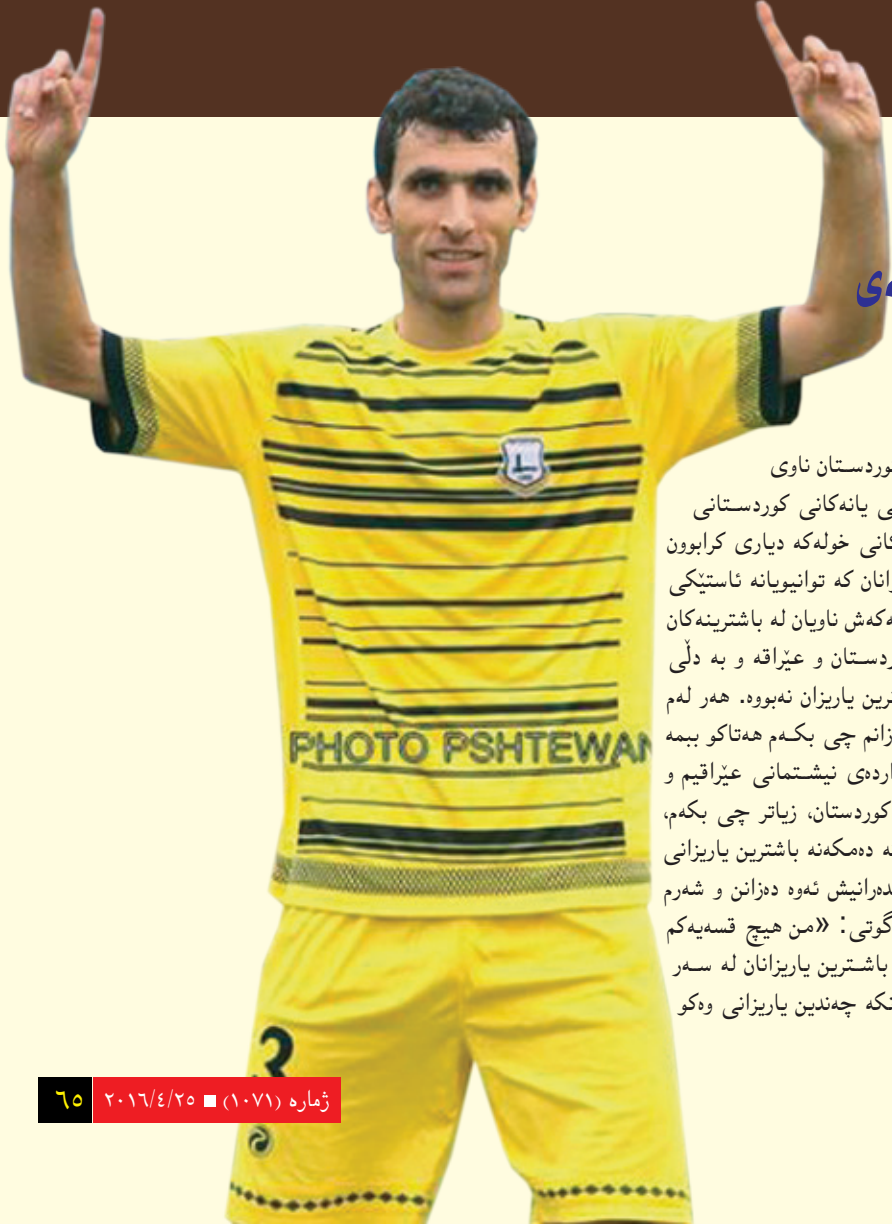 وردستان ناوی
ی یانەکانی کوردستانی
کانی خولەکە دیاری کرابوون
زانان کە توانیویانە ئاستێکی
ەکەش ناویان لە باشترینەکان
ردستان و عێراقە و بە دڵی
ترین یاریزان نەبووە. هەر لەم
زانم چی بکەم هەتاکو ببمە
اردەی نیشتمانی عێراقیم و
کوردستان، زیاتر چی بکەم،
ە دەمکەنە باشترین یاریزانی
دەرانیش ئەوە دەزانن و شەرم
گوتی: «من هیچ قسەیەکم
باشترین یاریزانان لە سەر
نکە چەندین یاریزانی وەکو
PHOTO PSHTEWAN
3
ژمارە (١٠٧١) ■ ٢٠١٦/٤/٢٥ ٦٥